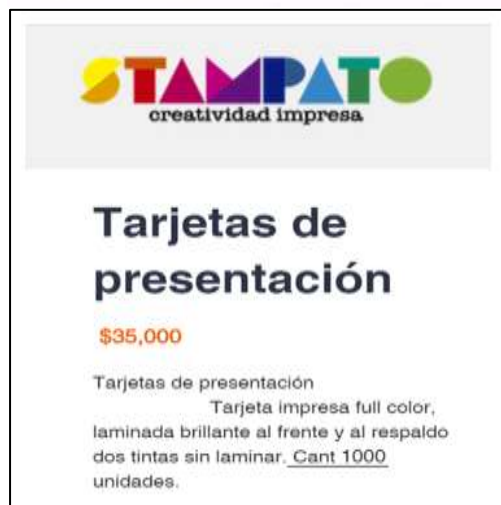 STAMPATO
creatividad impresa
Tarjetas de
presentación
$35,000
Tarjetas de presentación
Tarjeta impresa full color,
laminada brillante al frente y al respaldo
dos tintas sin laminar. Cant 1000
unidades.